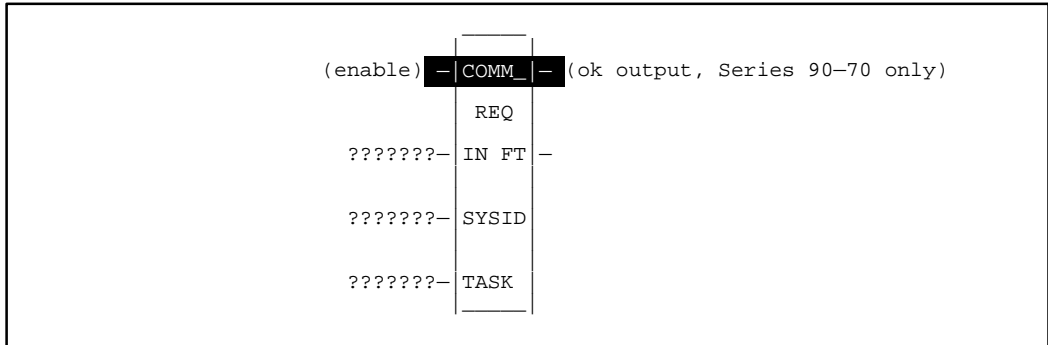 (enable) —|COMM_|— (ok output, Series 90—70 only)
REQ
???????—|IN FT|—
???????—|SYSID|
???????—|TASK |